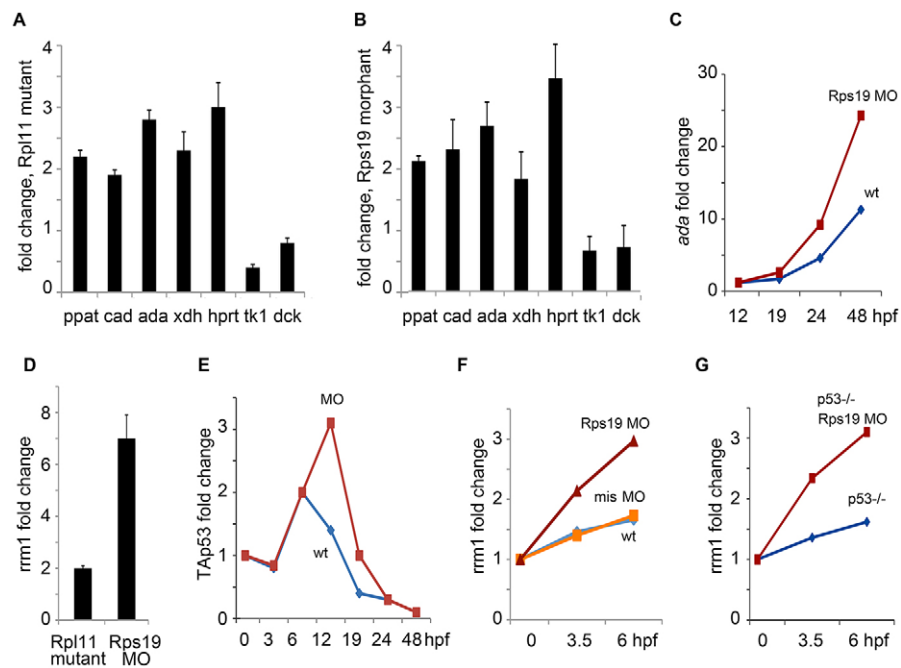 A
fold change, Rpl11 mutant
4
3
2
1
0
ppat cad ada xdh hprt tk1 dck
B
fold change, Rps19 morphant
4
3
2
1
0
ppat cad ada xdh hprt tk1 dck
C
ada fold change
30
20
10
0
Rps19 MO
wt
12 19 24 48 hpf
D
rrm1 fold change
8
6
4
2
0
Rpl11 Rps19
mutant MO
E
TAp53 fold change
4
3
2
1
0
MO
wt
0 3 6 12 19 24 48 hpf
F
rrm1 fold change
3
2
1
0
Rps19 MO
mis MO
wt
0 3.5 6 hpf
G
rrm1 fold change
3
2
1
0
p53-/-
Rps19 MO
p53-/-
0 3.5 6 hpf